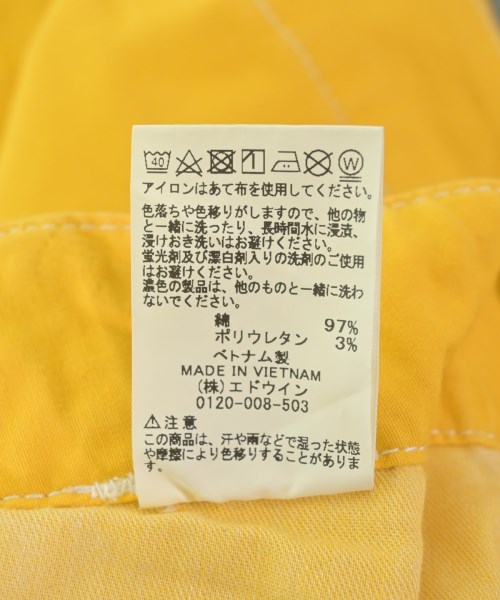 40 W
アイロンはあて布を使用してください。
色落ちや色移りがしますので、他の物
と一緒に洗ったり、長時間水に浸漬、
浸けおき洗いはお避けください。
蛍光剤及び漂白剤入りの洗剤のご使用
はお避けください。
濃色の製品は、他のものと一緒に洗わ
ないでください。
綿 97%
ポリウレタン 3%
ベトナム製
MADE IN VIETNAM
(株)エドウイン
0120-008-503
⚠注意
この商品は、汗や雨などで湿った状態
や摩擦により色移りすることがありま
す。